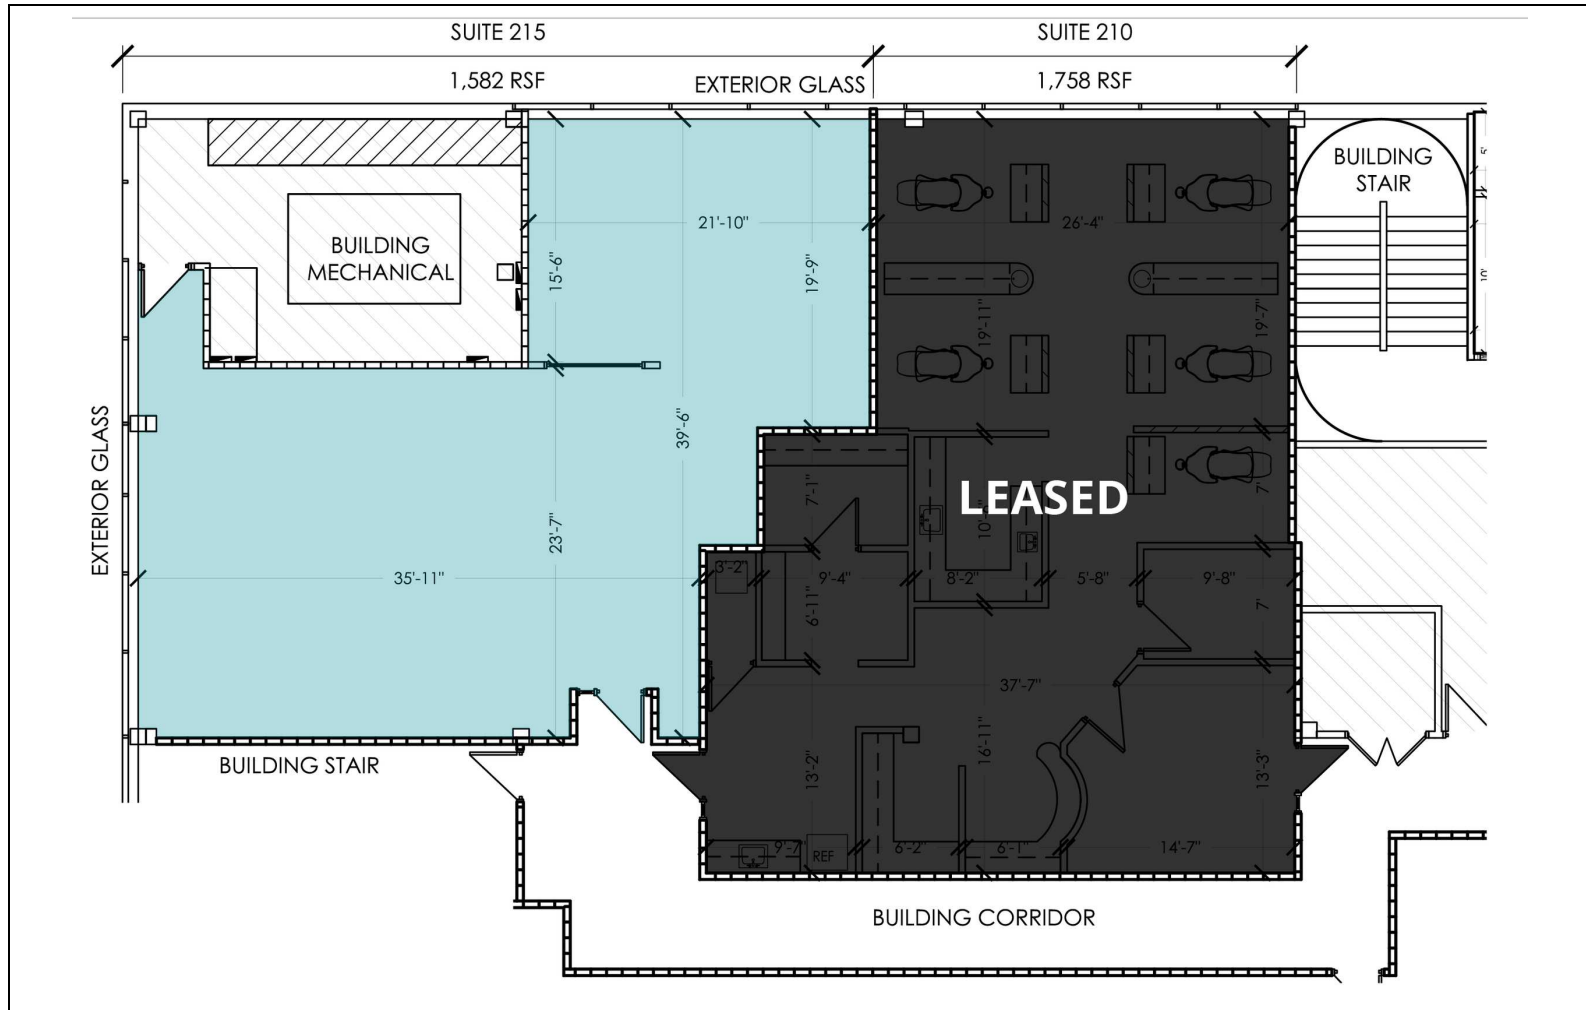 SUITE 215
SUITE 210
1,582 RSF
EXTERIOR GLASS
1,758 RSF
BUILDING
STAIR
5'
10'
BUILDING
MECHANICAL
21'-10"
15'-6"
19'-9"
26'-4"
19'-11"
19'-7"
EXTERIOR GLASS
39'-6"
23'-7"
35'-11"
LEASED
7'-1"
7'
3'-2"
9'-4"
6'-11"
8'-2"
5'-8"
9'-8"
7'
37'-7"
13'-2"
16'-11"
13'-3"
9'-7"
REF
6'-2"
6'-1"
14'-7"
BUILDING STAIR
BUILDING CORRIDOR